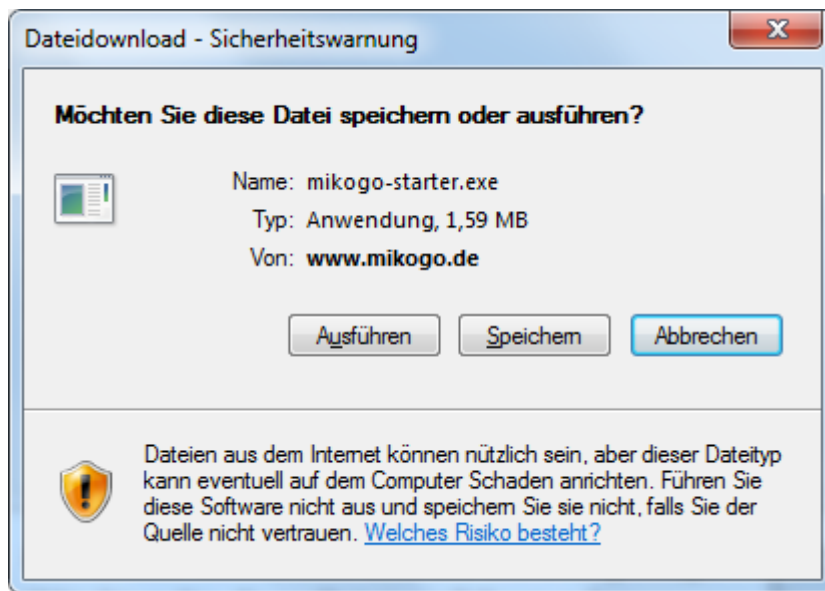 Dateidownload - Sicherheitswarnung
Möchten Sie diese Datei speichern oder ausführen?
Name: mikogo-starter.exe
Typ: Anwendung, 1,59 MB
Von: www.mikogo.de
Ausführen Speichern Abbrechen
Dateien aus dem Internet können nützlich sein, aber dieser Dateityp
kann eventuell auf dem Computer Schaden anrichten. Führen Sie
diese Software nicht aus und speichern Sie sie nicht, falls Sie der
Quelle nicht vertrauen. Welches Risiko besteht?